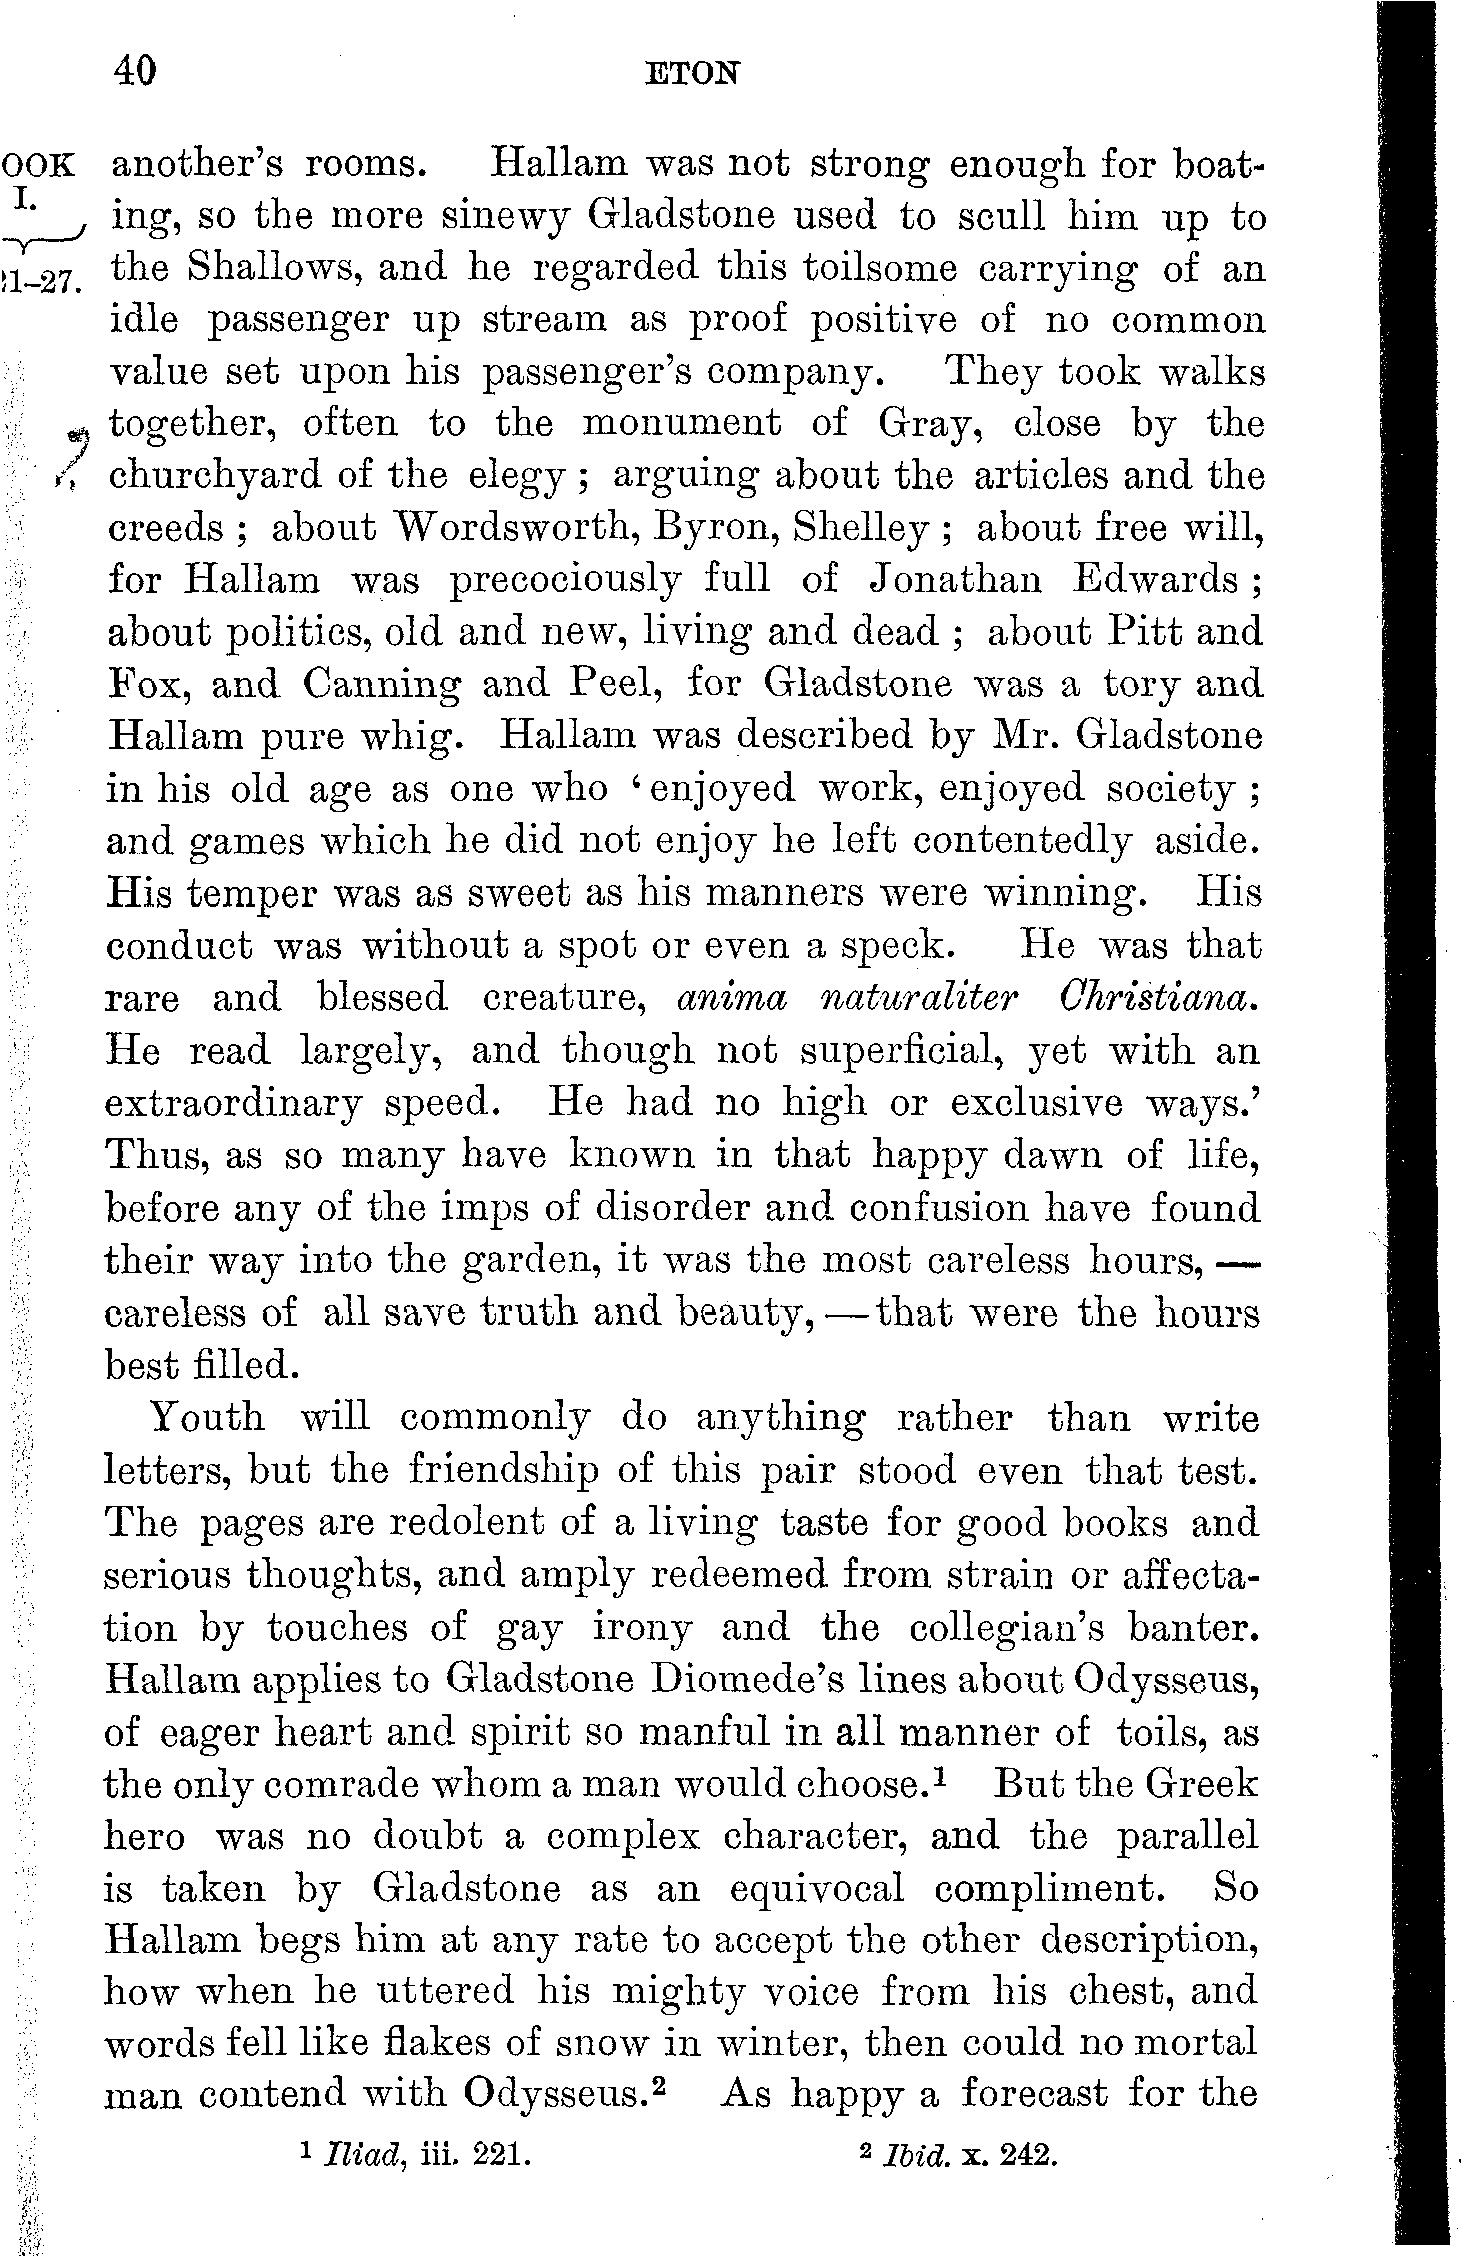 40 ETON
OOK
I.
1–27.
another's rooms. Hallam was not strong enough for boat-
ing, so the more sinewy Gladstone used to scull him up to
the Shallows, and he regarded this toilsome carrying of an
idle passenger up stream as proof positive of no common
value set upon his passenger's company. They took walks
together, often to the monument of Gray, close by the
churchyard of the elegy ; arguing about the articles and the
creeds ; about Wordsworth, Byron, Shelley ; about free will,
for Hallam was precociously full of Jonathan Edwards ;
about politics, old and new, living and dead ; about Pitt and
Fox, and Canning and Peel, for Gladstone was a tory and
Hallam pure whig. Hallam was described by Mr. Gladstone
in his old age as one who ‘enjoyed work, enjoyed society ;
and games which he did not enjoy he left contentedly aside.
His temper was as sweet as his manners were winning. His
conduct was without a spot or even a speck. He was that
rare and blessed creature, anima naturaliter Christiana.
He read largely, and though not superficial, yet with an
extraordinary speed. He had no high or exclusive ways.’
Thus, as so many have known in that happy dawn of life,
before any of the imps of disorder and confusion have found
their way into the garden, it was the most careless hours, —
careless of all save truth and beauty, — that were the hours
best filled.
Youth will commonly do anything rather than write
letters, but the friendship of this pair stood even that test.
The pages are redolent of a living taste for good books and
serious thoughts, and amply redeemed from strain or affecta-
tion by touches of gay irony and the collegian's banter.
Hallam applies to Gladstone Diomede's lines about Odysseus,
of eager heart and spirit so manful in all manner of toils, as
the only comrade whom a man would choose.¹ But the Greek
hero was no doubt a complex character, and the parallel
is taken by Gladstone as an equivocal compliment. So
Hallam begs him at any rate to accept the other description,
how when he uttered his mighty voice from his chest, and
words fell like flakes of snow in winter, then could no mortal
man contend with Odysseus.² As happy a forecast for the
¹ Iliad, iii. 221. ² Ibid. x. 242.